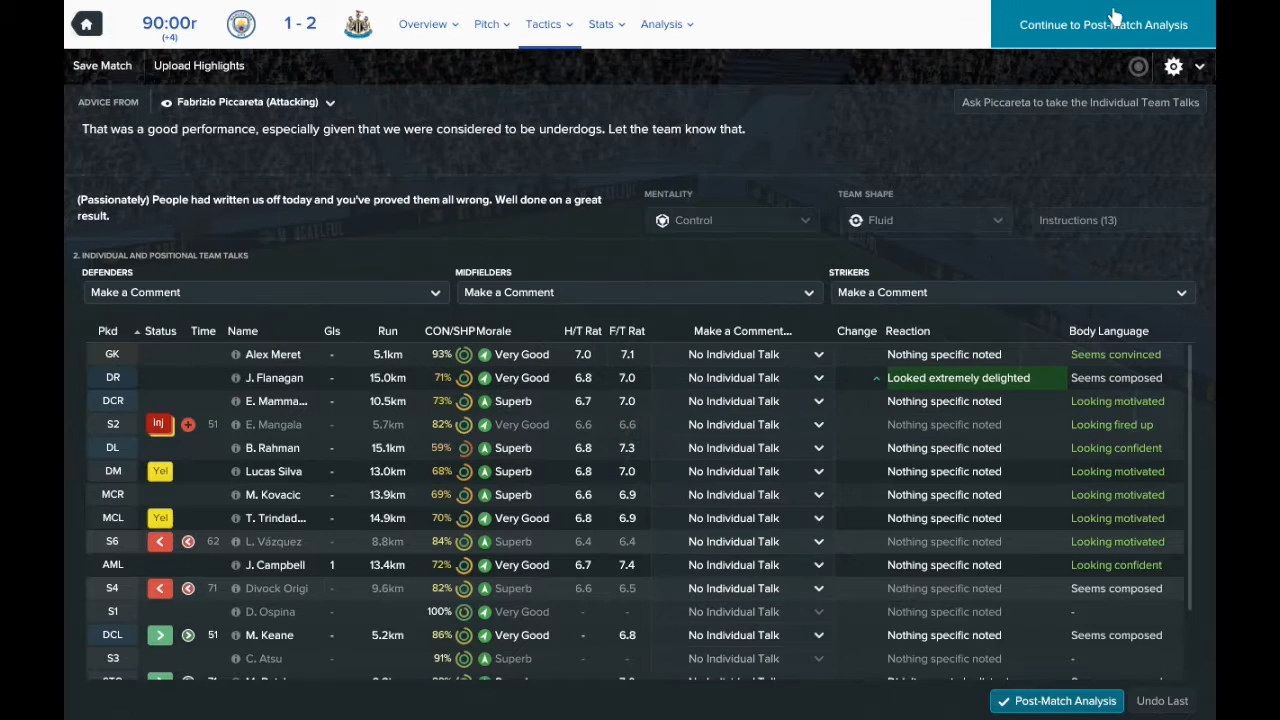 90:00r
(+4)
1 - 2
Overview
Pitch
Tactics
Stats
Analysis
Continue to Post-Match Analysis
Save Match
Upload Highlights
ADVICE FROM
Fabrizio Piccareta (Attacking)
Ask Piccareta to take the Individual Team Talks
That was a good performance, especially given that we were considered to be underdogs. Let the team know that.
(Passionately) People had written us off today and you've proved them all wrong. Well done on a great
result.
MENTALITY
TEAM SHAPE
Control
Fluid
Instructions (13)
2. INDIVIDUAL AND POSITIONAL TEAM TALKS
DEFENDERS
MIDFIELDERS
STRIKERS
Make a Comment
Make a Comment
Make a Comment
Pkd Status Time Name Gls Run CON/SHP Morale H/T Rat F/T Rat Make a Comment... Change Reaction Body Language
GK Alex Meret - 5.1km 93% Very Good 7.0 7.1 No Individual Talk Nothing specific noted Seems convinced
DR J. Flanagan - 15.0km 71% Very Good 6.8 7.0 No Individual Talk Looked extremely delighted Seems composed
DCR E. Mamma... - 10.5km 73% Superb 6.7 7.0 No Individual Talk Nothing specific noted Looking motivated
S2 Inj 51 E. Mangala - 5.7km 82% Very Good 6.6 6.6 No Individual Talk Nothing specific noted Looking fired up
DL B. Rahman - 15.1km 59% Superb 6.8 7.3 No Individual Talk Nothing specific noted Looking confident
DM Yel Lucas Silva - 13.0km 68% Superb 6.8 7.0 No Individual Talk Nothing specific noted Looking motivated
MCR M. Kovacic - 13.9km 69% Superb 6.6 6.9 No Individual Talk Nothing specific noted Looking motivated
MCL Yel T. Trindad... - 14.9km 70% Very Good 6.8 6.9 No Individual Talk Nothing specific noted Looking motivated
S6 62 L. Vázquez - 8.8km 84% Superb 6.4 6.4 No Individual Talk Nothing specific noted Looking motivated
AML J. Campbell 1 13.4km 72% Very Good 6.7 7.4 No Individual Talk Nothing specific noted Looking confident
S4 71 Divock Origi - 9.6km 82% Superb 6.6 6.5 No Individual Talk Nothing specific noted Seems composed
S1 D. Ospina - 100% Very Good - - No Individual Talk Nothing specific noted -
DCL 51 M. Keane - 5.2km 86% Very Good - 6.8 No Individual Talk Nothing specific noted Seems composed
S3 C. Atsu - 91% Superb - - No Individual Talk Nothing specific noted -
Post-Match Analysis
Undo Last